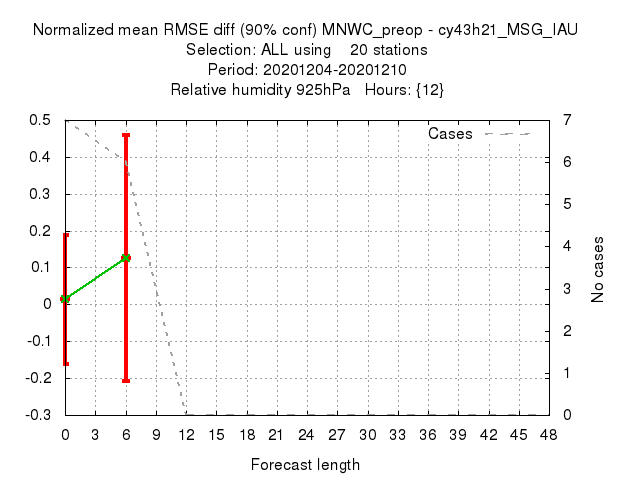 Normalized mean RMSE diff (90% conf) MNWC_preop - cy43h21_MSG_IAU
Selection: ALL using 20 stations
Period: 20201204-20201210
Relative humidity 925hPa Hours: {12}
0.5
0.4
0.3
0.2
0.1
0
-0.1
-0.2
-0.3
Cases
7
6
5
4
3
2
1
0
No cases
0 3 6 9 12 15 18 21 24 27 30 33 36 39 42 45 48
Forecast length